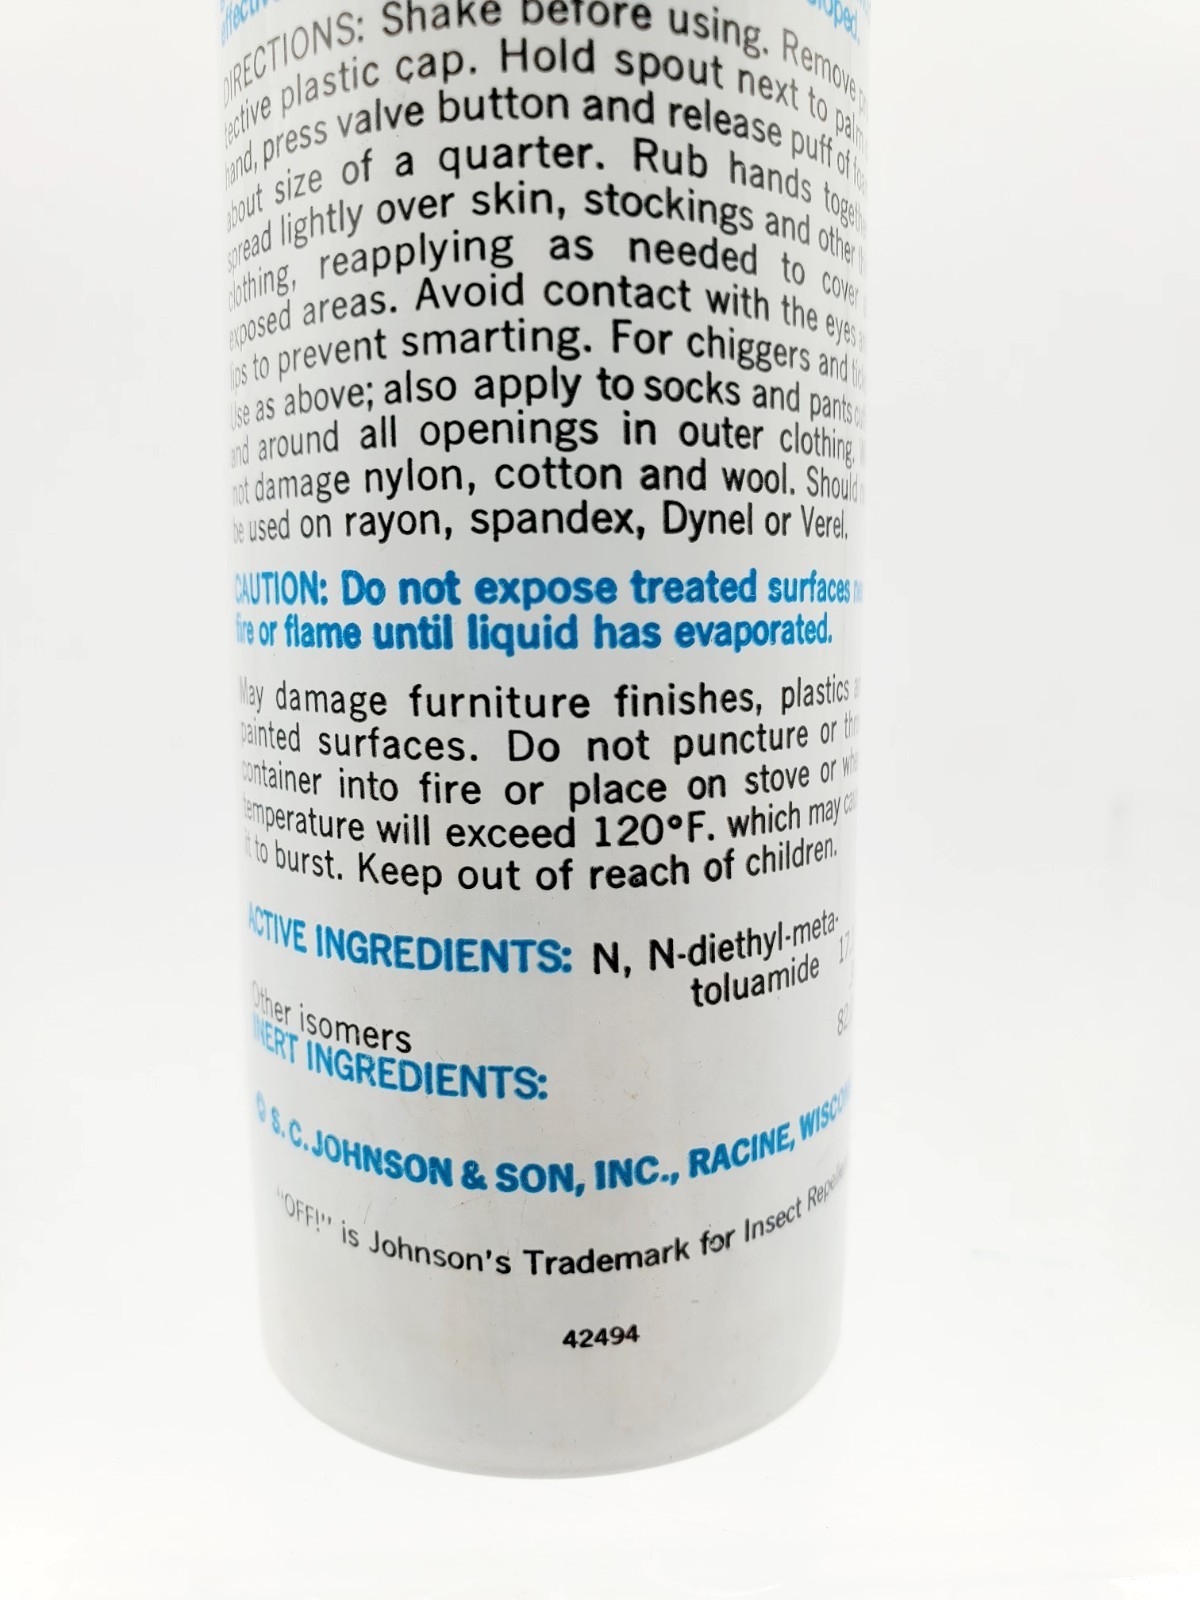 DIRECTIONS: Shake before using. Remove
tective plastic cap. Hold spout next to palm
hand, press valve button and release puff of
about size of a quarter. Rub hands
spread lightly over skin, stockings and other
clothing, reapplying as needed to cover
exposed areas. Avoid contact with the eyes
lips to prevent smarting. For chiggers and
Use as above; also apply to socks and pants
and around all openings in outer clothing.
not damage nylon, cotton and wool. Should
be used on rayon, spandex, Dynel or Verel.
CAUTION: Do not expose treated surfaces
fire or flame until liquid has evaporated.
May damage furniture finishes, plastics
painted surfaces. Do not puncture or
container into fire or place on stove or
temperature will exceed 120°F. which may
it to burst. Keep out of reach of children.
ACTIVE INGREDIENTS: N, N-diethyl-meta-
toluamide
Other isomers
INERT INGREDIENTS:
© S. C. JOHNSON & SON, INC., RACINE,
"OFF!" is Johnson's Trademark for Insect
42494